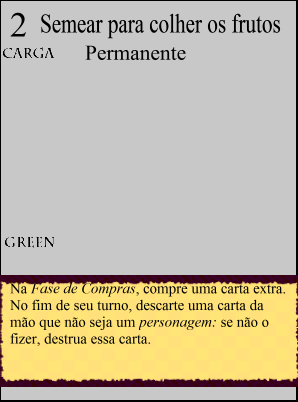 2 Semear para colher os frutos
CARGA Permanente
GREEN
Na Fase de Compras, compre uma carta extra.
No fim de seu turno, descarte uma carta da
mão que não seja um personagem: se não o
fizer, destrua essa carta.